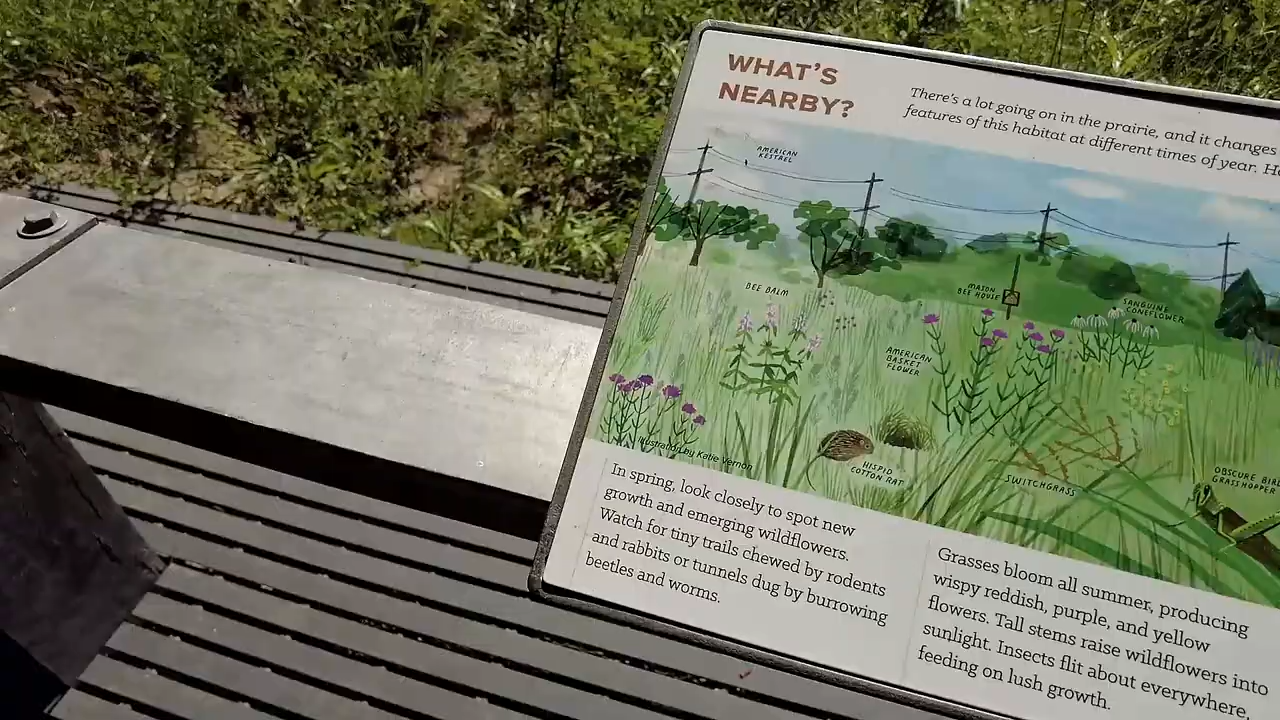 WHAT'S
NEARBY?
There's a lot going on in the prairie, and it changes
features of this habitat at different times of year.
AMERICAN
KESTREL
BEE BALM
MASON
BEE HOUSE
SANGUINE
CONEFLOWER
AMERICAN
BASKET
FLOWER
HISPID
COTTON RAT
SWITCHGRASS
OBSCURE BIRD
GRASSHOPPER
Illustration by Katie Vernon
In spring, look closely to spot new
growth and emerging wildflowers.
Watch for tiny trails chewed by rodents
and rabbits or tunnels dug by burrowing
beetles and worms.
Grasses bloom all summer, producing
wispy reddish, purple, and yellow
flowers. Tall stems raise wildflowers into
sunlight. Insects flit about everywhere,
feeding on lush growth.